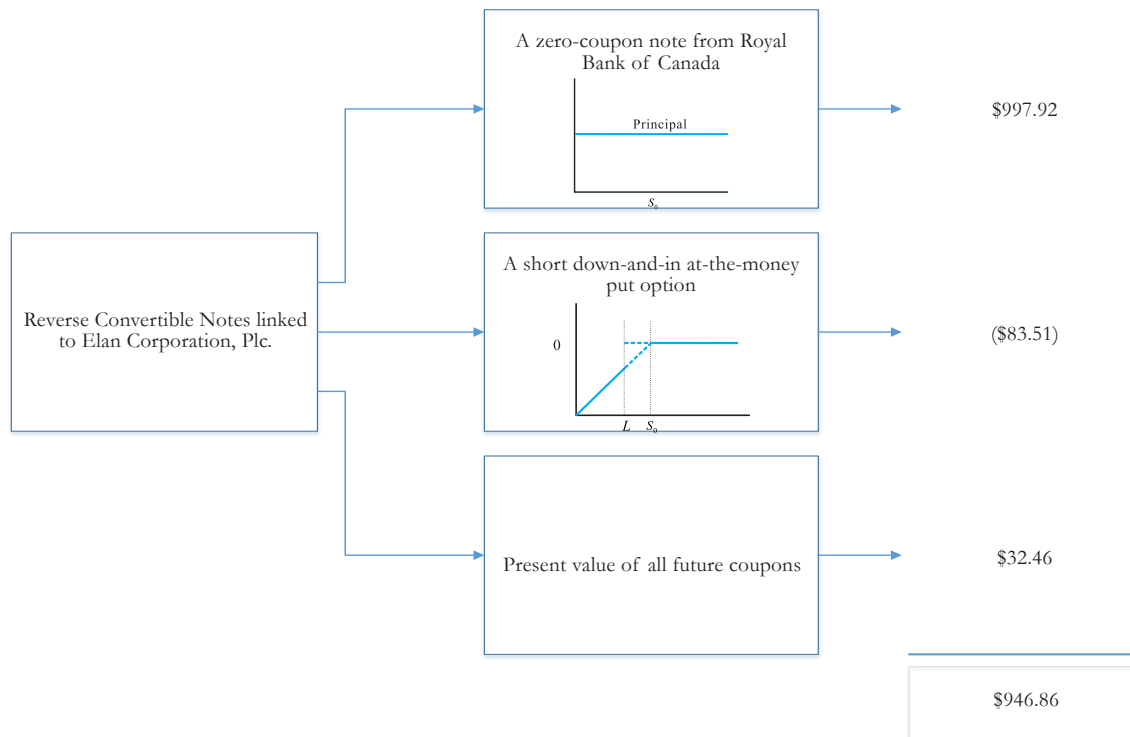 A zero-coupon note from Royal
Bank of Canada
Principal
S₀
$997.92
Reverse Convertible Notes linked
to Elan Corporation, Plc.
A short down-and-in at-the-money
put option
0
L S₀
($83.51)
Present value of all future coupons
$32.46
$946.86